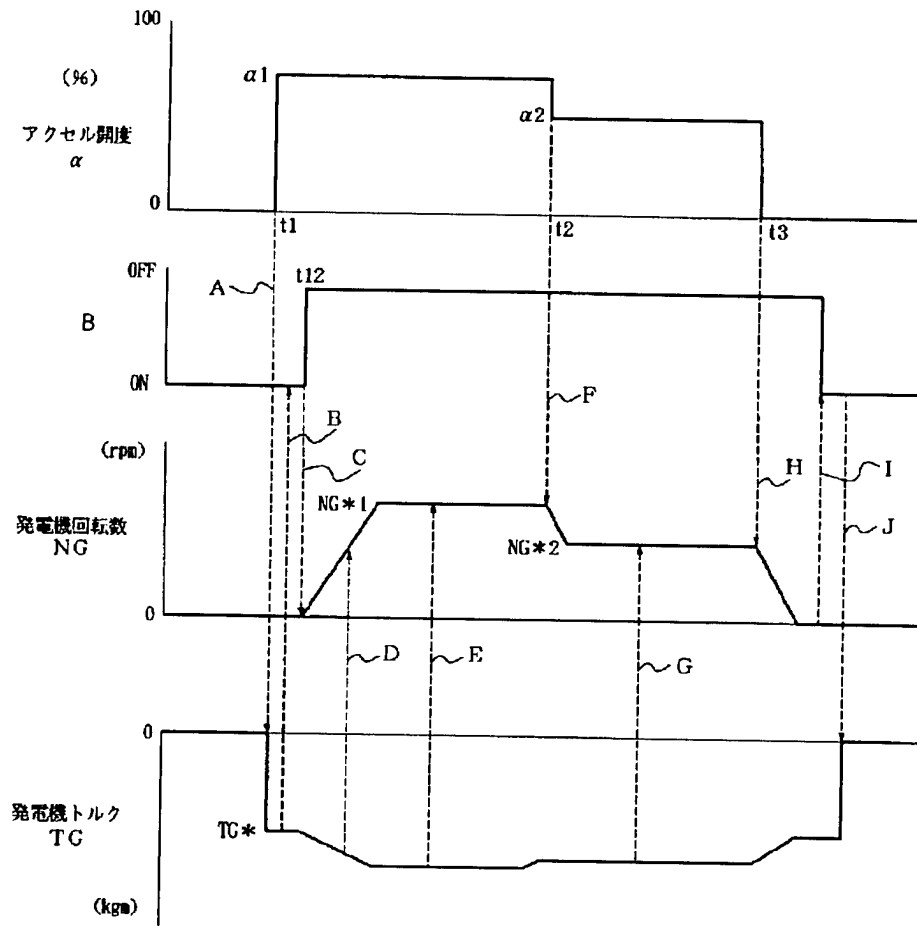 100
(%)
アクセル開度
α
α1
α2
0
t1
t2
t3
OFF
t12
A
B
ON
F
(rpm)
B
C
H
I
NG*1
発電機回転数
NG
NG*2
J
0
D
E
G
0
発電機トルク
TG
TG*
(kgm)